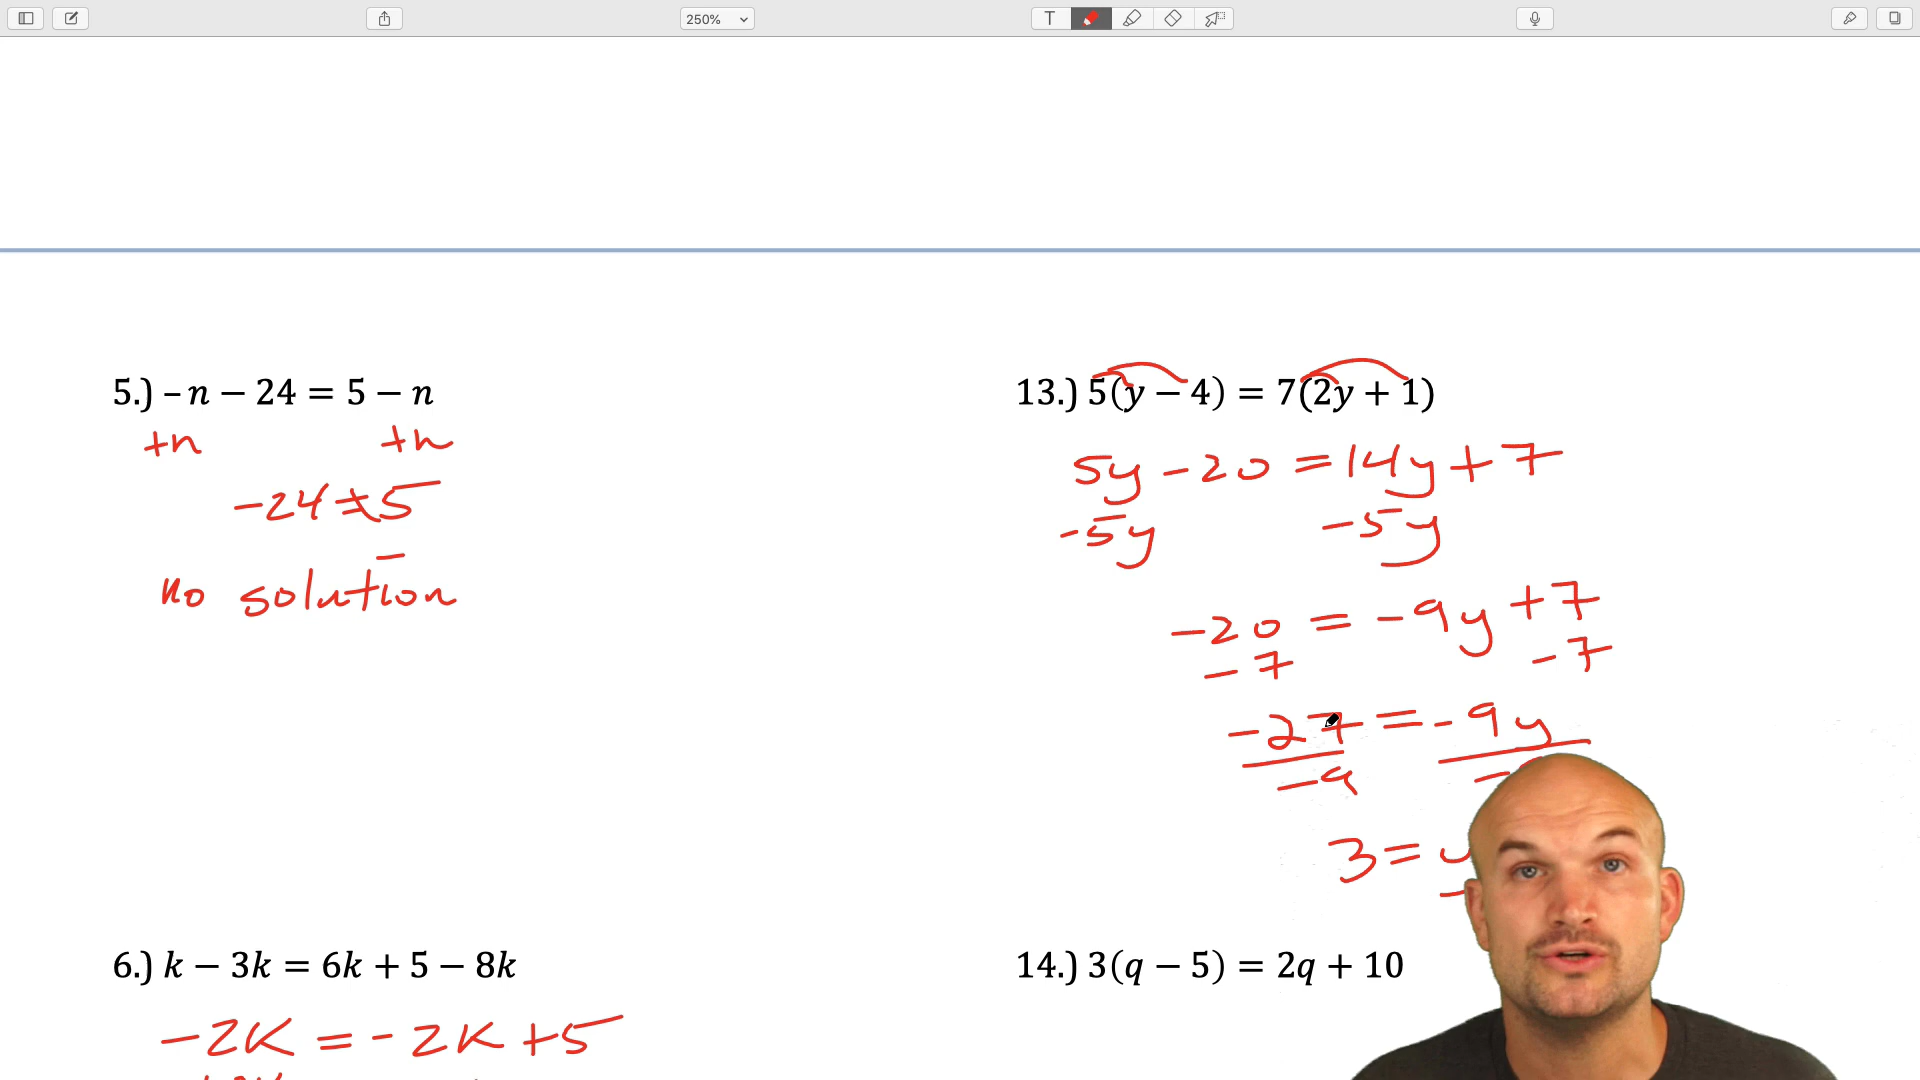 250%
T
5.) – n − 24 = 5 − n
+n +n
-24 ≠ 5
no solution
6.) k − 3k = 6k + 5 − 8k
-2k = -2k + 5
13.) 5(y − 4) = 7(2y + 1)
5y - 20 = 14y + 7
-5y -5y
-20 = -9y + 7
-7 -7
-27 = -9y
-9
3 = y
14.) 3(q − 5) = 2q + 10